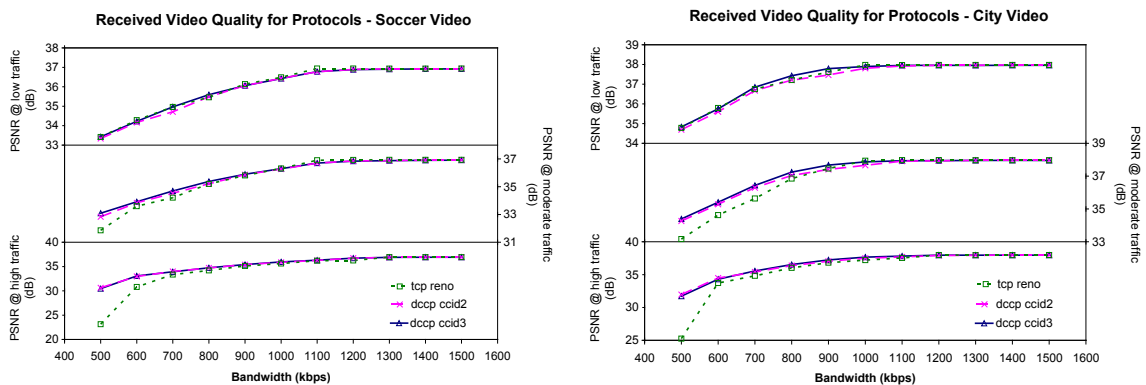 Received Video Quality for Protocols - Soccer Video
PSNR @ low traffic
(dB)
38
37
36
35
34
33
PSNR @ moderate traffic
(dB)
37
35
33
31
PSNR @ high traffic
(dB)
40
35
30
25
20
tcp reno
dccp ccid2
dccp ccid3
400 500 600 700 800 900 1000 1100 1200 1300 1400 1500 1600
Bandwidth (kbps)
Received Video Quality for Protocols - City Video
PSNR @ low traffic
(dB)
39
38
37
36
35
34
PSNR @ moderate traffic
(dB)
39
38
35
34
33
PSNR @ high traffic
(dB)
40
35
30
25
tcp reno
dccp ccid2
dccp ccid3
400 500 600 700 800 900 1000 1100 1200 1300 1400 1500 1600
Bandwidth (kbps)